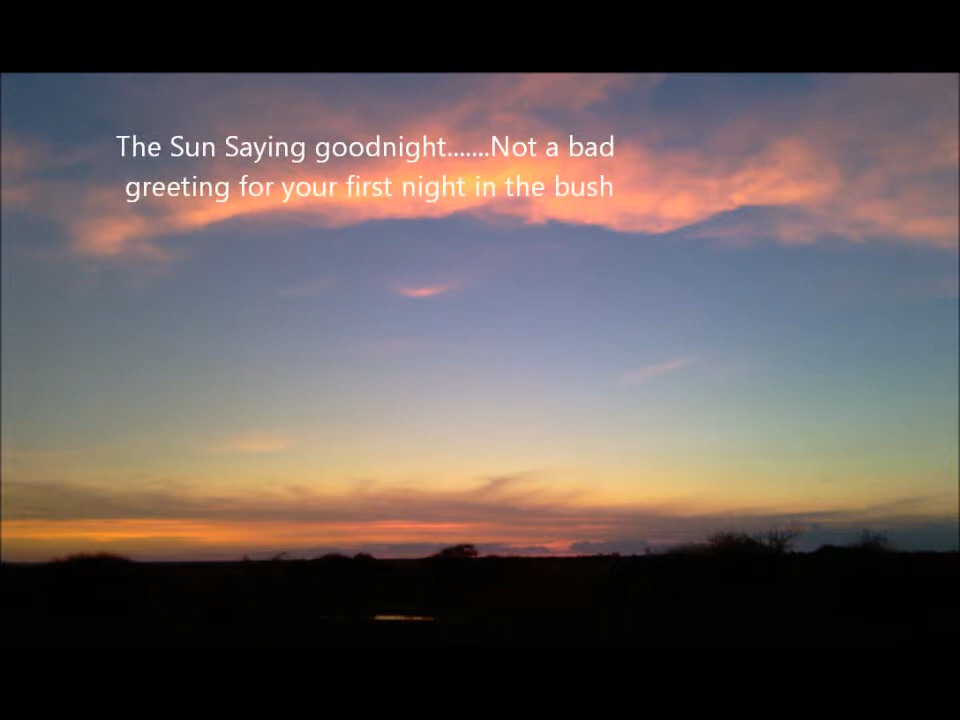 The Sun Saying goodnight.......Not a bad
greeting for your first night in the bush